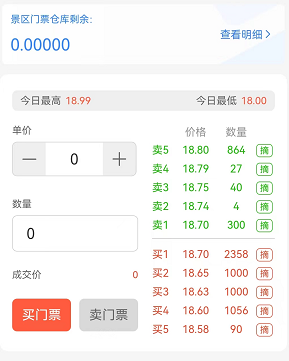 景区门票仓库剩余:
0.00000
查看明细
今日最高 18.99 今日最低 18.00
单价
— 0 +
数量
0
成交价 0
买门票 卖门票
价格 数量
卖5 18.80 864 摘
卖4 18.79 27 摘
卖3 18.75 40 摘
卖2 18.74 4 摘
卖1 18.70 300 摘
买1 18.70 2358 摘
买2 18.65 1000 摘
买3 18.63 1000 摘
买4 18.60 1056 摘
买5 18.58 90 摘